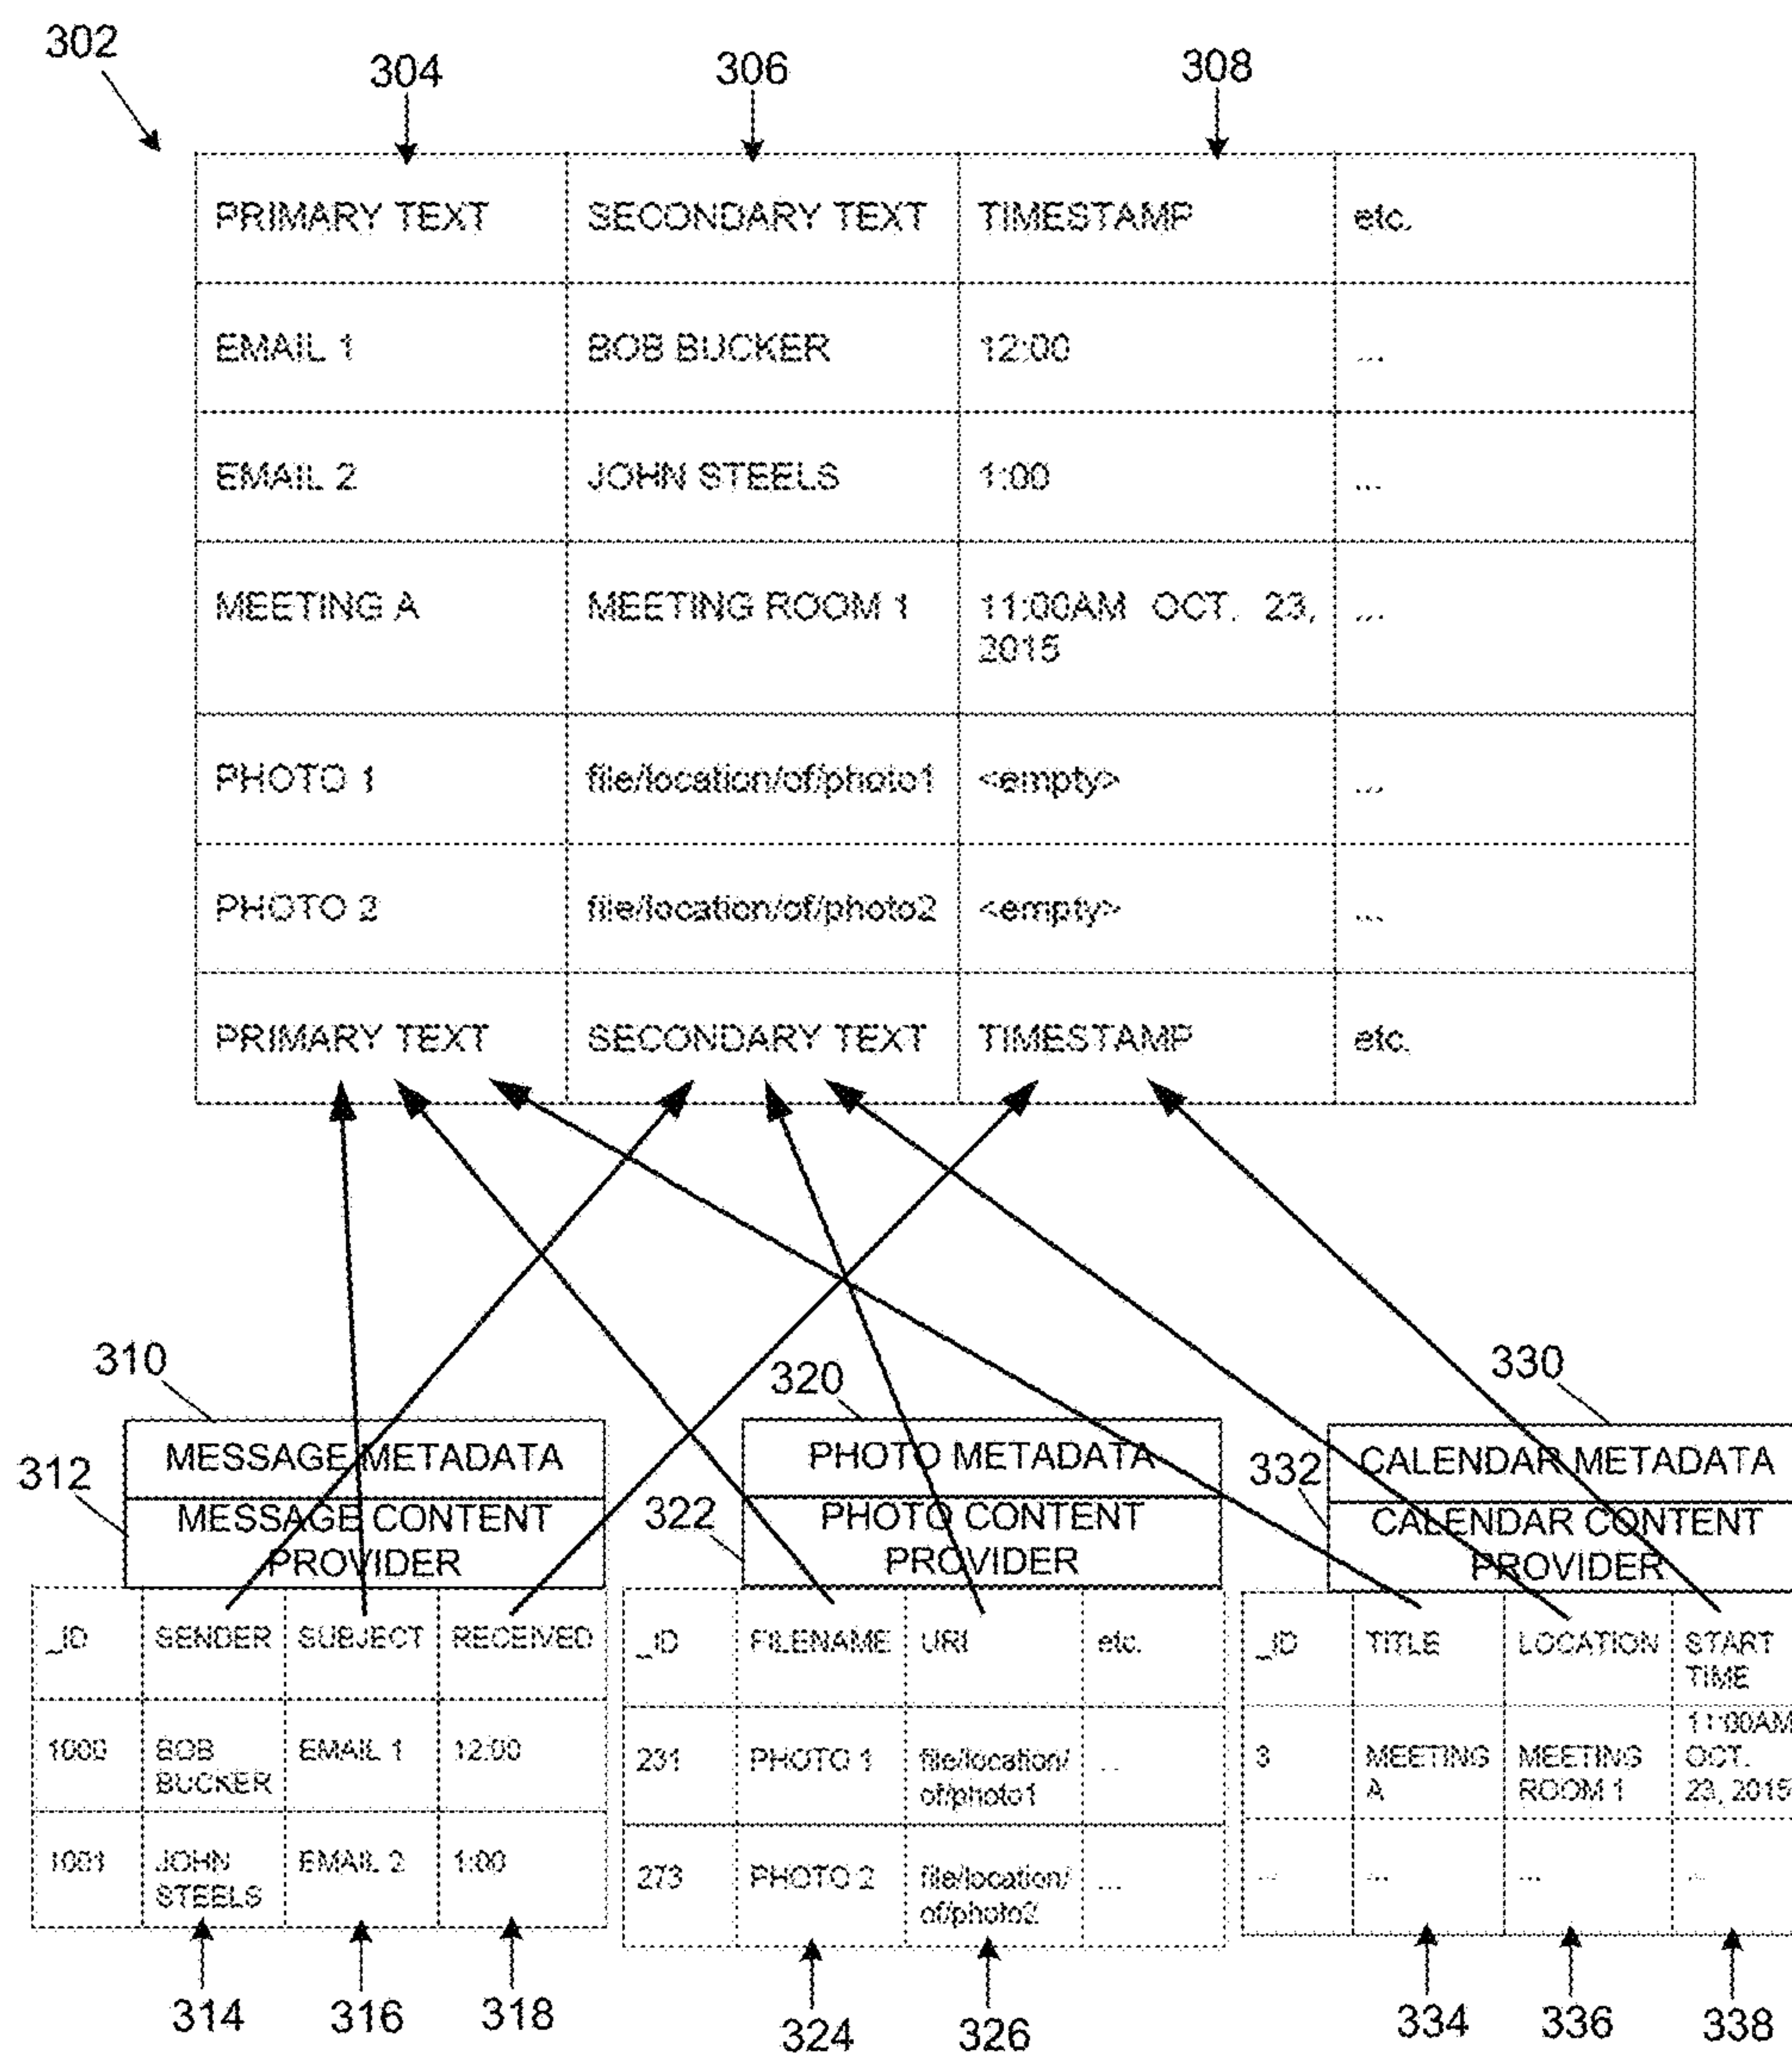 302
304
306
308
PRIMARY TEXT
SECONDARY TEXT
TIMESTAMP
etc.
EMAIL 1
BOB BUCKER
12:00
...
EMAIL 2
JOHN STEELS
1:00
...
MEETING A
MEETING ROOM 1
11:00AM OCT. 23,
2015
...
PHOTO 1
file/location/of/photo1
<empty>
...
PHOTO 2
file/location/of/photo2
<empty>
...
PRIMARY TEXT
SECONDARY TEXT
TIMESTAMP
etc.
310
MESSAGE METADATA
312
MESSAGE CONTENT
PROVIDER
_ID
SENDER
SUBJECT
RECEIVED
1000
BOB
BUCKER
EMAIL 1
12:00
1001
JOHN
STEELS
EMAIL 2
1:00
314
316
318
320
PHOTO METADATA
322
PHOTO CONTENT
PROVIDER
_ID
FILENAME
URI
etc.
231
PHOTO 1
file/location/
of/photo1
...
273
PHOTO 2
file/location/
of/photo2
...
324
326
330
CALENDAR METADATA
332
CALENDAR CONTENT
PROVIDER
_ID
TITLE
LOCATION
START
TIME
3
MEETING
A
MEETING
ROOM 1
11:00AM
OCT.
23, 2015
...
...
...
...
334
336
338